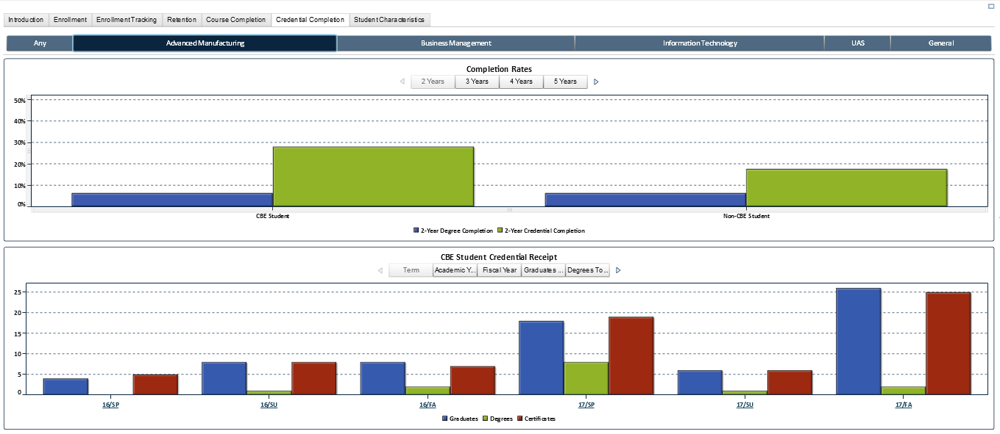 Introduction Enrollment Enrollment Tracking Retention Course Completion Credential Completion Student Characteristics
Any Advanced Manufacturing Business Management Information Technology UAS General
Completion Rates
2 Years 3 Years 4 Years 5 Years
50%
40%
30%
20%
10%
0%
CBE Student Non-CBE Student
2-Year Degree Completion 2-Year Credential Completion
CBE Student Credential Receipt
Term Academic Y... Fiscal Year Graduates ... Degrees To...
25
20
15
10
5
0
16/SP 16/SU 16/FA 17/SP 17/SU 17/FA
Graduates Degrees Certificates